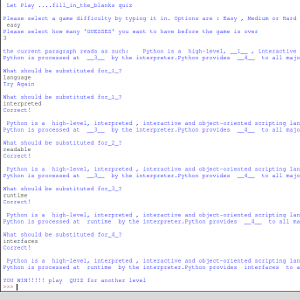 Let Play ....fill_in_the_blanks quiz
Please select a game difficulty by typing it in. Options are : Easy , Medium or Hard
easy
Please select how many "GUESSES" you want to have before the game is over
3
the current paragraph reads as such:    Python is a  high-level, __1__ , interactive
Python is processed at  __3__  by the interpreter.Python provides  __4__  to all majo
What should be substituted for_1_?
language
Try Again
What should be substituted for_1_?
interpreted
Correct!
Python is a  high-level, interpreted , interactive and object-oriented scripting lan
Python is processed at  __3__  by the interpreter.Python provides  __4__  to all majo
What should be substituted for_2_?
readable
Correct!
Python is a  high-level, interpreted , interactive and object-oriented scripting lan
Python is processed at  __3__  by the interpreter.Python provides  __4__  to all majo
What should be substituted for_3_?
runtime
Correct!
Python is a  high-level, interpreted , interactive and object-oriented scripting lan
Python is processed at  runtime  by the interpreter.Python provides  __4__  to all ma
What should be substituted for_4_?
interfaces
Correct!
Python is a  high-level, interpreted , interactive and object-oriented scripting lan
Python is processed at  runtime  by the interpreter.Python provides  interfaces  to a
YOU WIN!!!!! play  QUIZ for another level
>>>